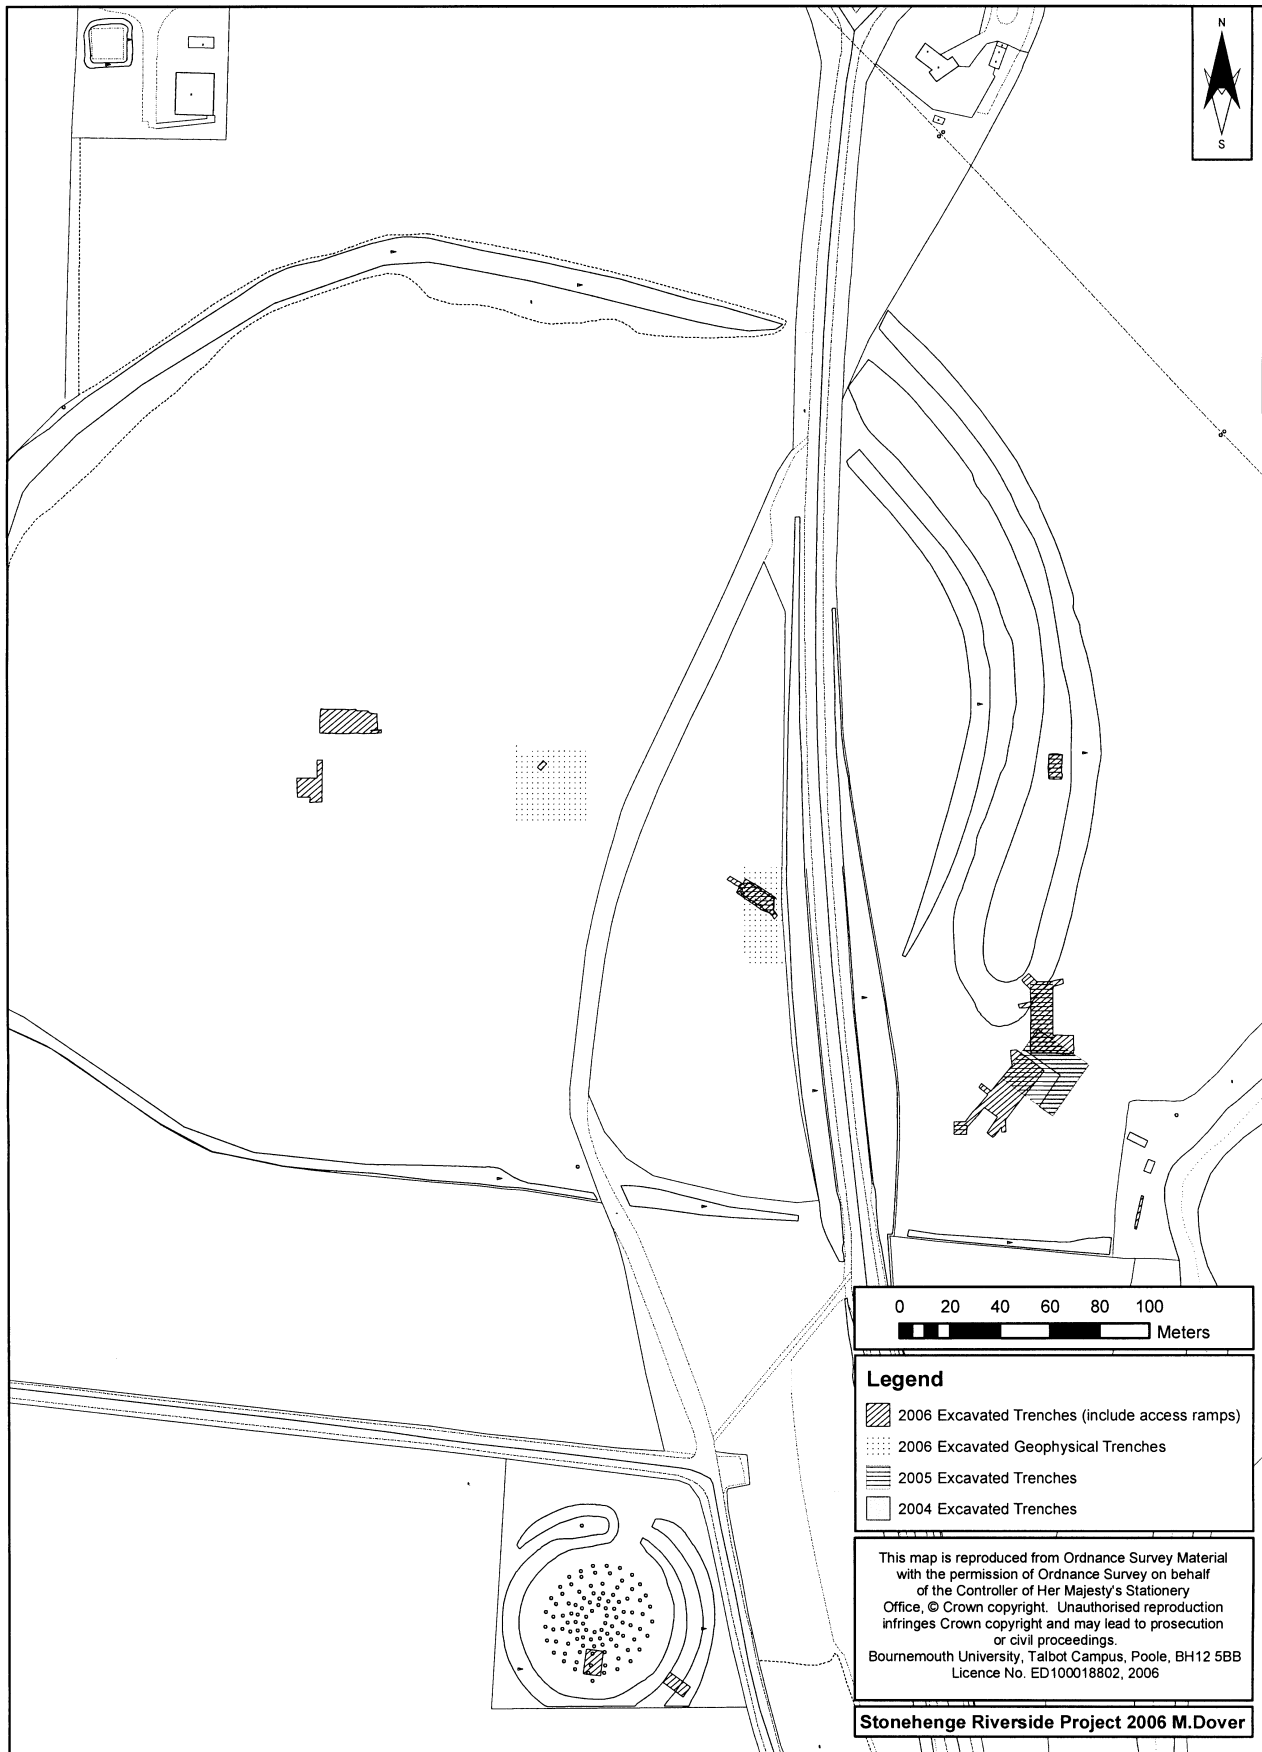 N
S
0 20 40 60 80 100
Meters
Legend
2006 Excavated Trenches (include access ramps)
2006 Excavated Geophysical Trenches
2005 Excavated Trenches
2004 Excavated Trenches
This map is reproduced from Ordnance Survey Material
with the permission of Ordnance Survey on behalf
of the Controller of Her Majesty's Stationery
Office, © Crown copyright. Unauthorised reproduction
infringes Crown copyright and may lead to prosecution
or civil proceedings.
Bournemouth University, Talbot Campus, Poole, BH12 5BB
Licence No. ED100018802, 2006
Stonehenge Riverside Project 2006 M.Dover